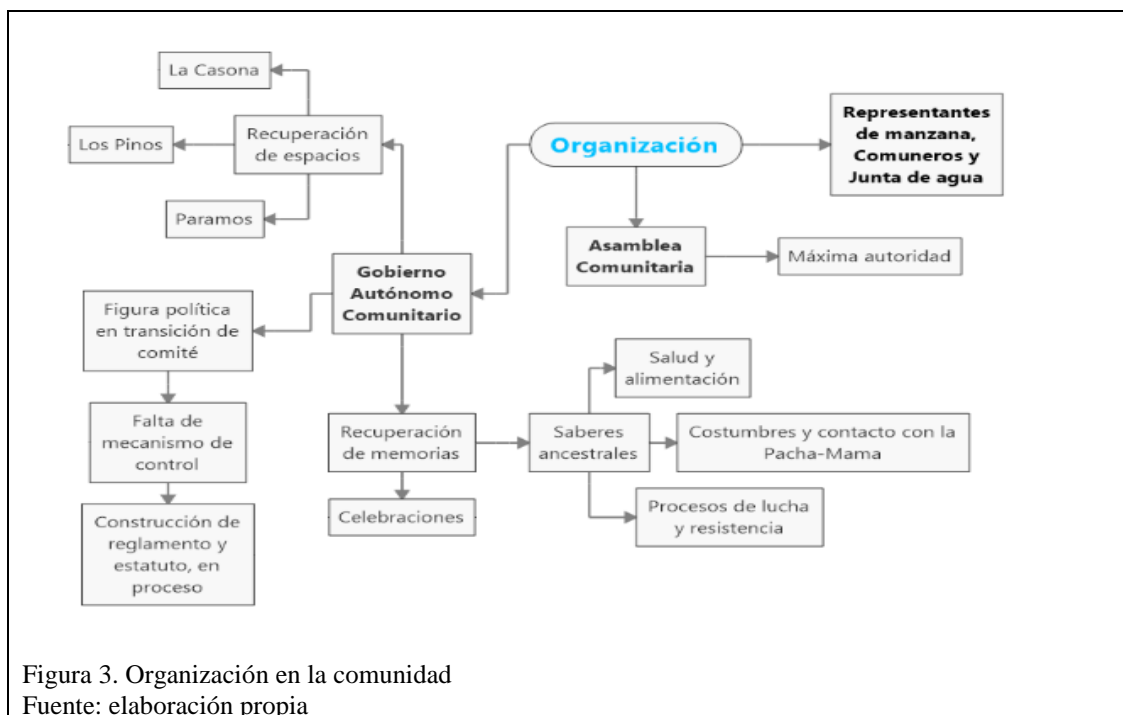 La Casona
Los Pinos
Recuperación
de espacios
Paramos
Organización
Representantes
de manzana,
Comuneros y
Junta de agua
Asamblea
Comunitaria
Máxima autoridad
Gobierno
Autónomo
Comunitario
Figura política
en transición de
comité
Falta de
mecanismo de
control
Construcción de
reglamento y
estatuto, en
proceso
Recuperación
de memorias
Celebraciones
Saberes
ancestrales
Salud y
alimentación
Costumbres y contacto con la
Pacha-Mama
Procesos de lucha
y resistencia
Figura 3. Organización en la comunidad
Fuente: elaboración propia